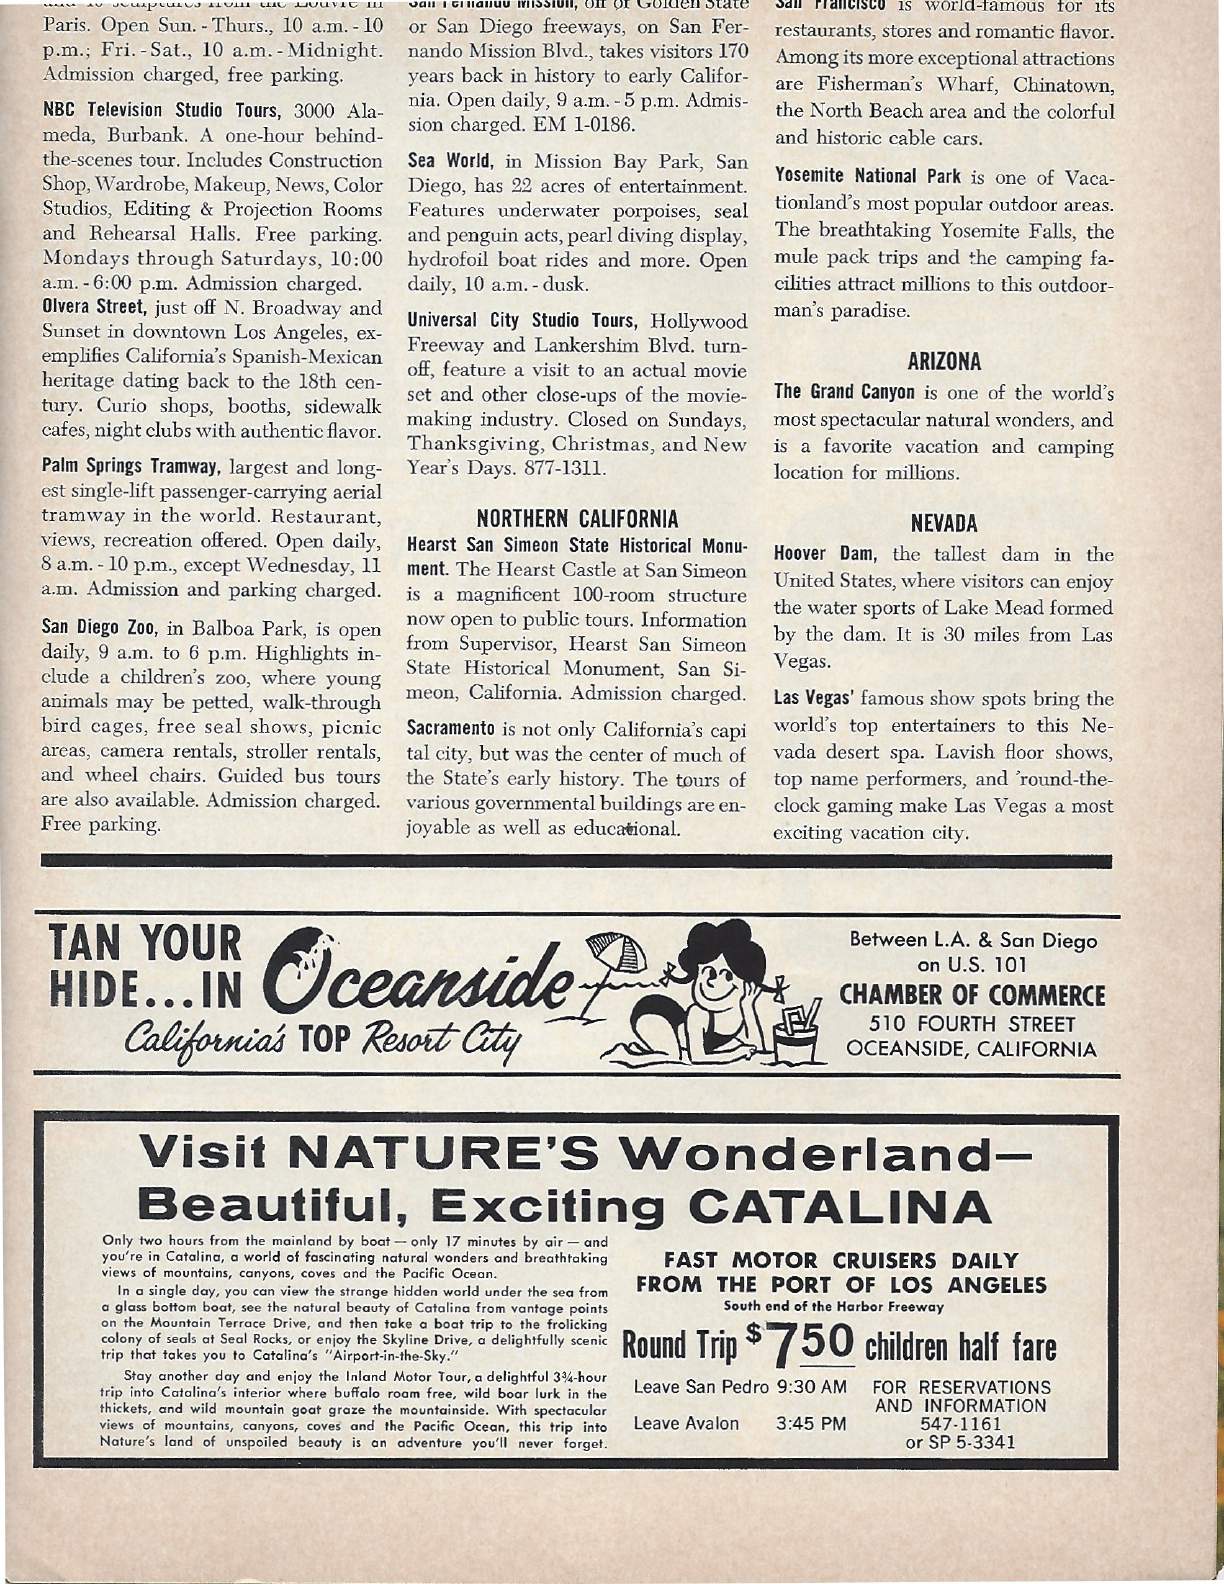 and 10 sculptures from the Louvre in
Paris. Open Sun. - Thurs., 10 a.m. - 10
p.m.; Fri. - Sat., 10 a.m. - Midnight.
Admission charged, free parking.
NBC Television Studio Tours, 3000 Ala-
meda, Burbank. A one-hour behind-
the-scenes tour. Includes Construction
Shop, Wardrobe, Makeup, News, Color
Studios, Editing & Projection Rooms
and Rehearsal Halls. Free parking.
Mondays through Saturdays, 10:00
a.m. - 6:00 p.m. Admission charged.
Olvera Street, just off N. Broadway and
Sunset in downtown Los Angeles, ex-
emplifies California's Spanish-Mexican
heritage dating back to the 18th cen-
tury. Curio shops, booths, sidewalk
cafes, night clubs with authentic flavor.
Palm Springs Tramway, largest and long-
est single-lift passenger-carrying aerial
tramway in the world. Restaurant,
views, recreation offered. Open daily,
8 a.m. - 10 p.m., except Wednesday, 11
a.m. Admission and parking charged.
San Diego Zoo, in Balboa Park, is open
daily, 9 a.m. to 6 p.m. Highlights in-
clude a children's zoo, where young
animals may be petted, walk-through
bird cages, free seal shows, picnic
areas, camera rentals, stroller rentals,
and wheel chairs. Guided bus tours
are also available. Admission charged.
Free parking.
San Fernando Mission, off of Golden State
or San Diego freeways, on San Fer-
nando Mission Blvd., takes visitors 170
years back in history to early Califor-
nia. Open daily, 9 a.m. - 5 p.m. Admis-
sion charged. EM 1-0186.
Sea World, in Mission Bay Park, San
Diego, has 22 acres of entertainment.
Features underwater porpoises, seal
and penguin acts, pearl diving display,
hydrofoil boat rides and more. Open
daily, 10 a.m. - dusk.
Universal City Studio Tours, Hollywood
Freeway and Lankershim Blvd. turn-
off, feature a visit to an actual movie
set and other close-ups of the movie-
making industry. Closed on Sundays,
Thanksgiving, Christmas, and New
Year's Days. 877-1311.
NORTHERN CALIFORNIA
Hearst San Simeon State Historical Monu-
ment. The Hearst Castle at San Simeon
is a magnificent 100-room structure
now open to public tours. Information
from Supervisor, Hearst San Simeon
State Historical Monument, San Si-
meon, California. Admission charged.
Sacramento is not only California's capi
tal city, but was the center of much of
the State's early history. The tours of
various governmental buildings are en-
joyable as well as educational.
San Francisco is world-famous for its
restaurants, stores and romantic flavor.
Among its more exceptional attractions
are Fisherman's Wharf, Chinatown,
the North Beach area and the colorful
and historic cable cars.
Yosemite National Park is one of Vaca-
tionland's most popular outdoor areas.
The breathtaking Yosemite Falls, the
mule pack trips and the camping fa-
cilities attract millions to this outdoor-
man's paradise.
ARIZONA
The Grand Canyon is one of the world's
most spectacular natural wonders, and
is a favorite vacation and camping
location for millions.
NEVADA
Hoover Dam, the tallest dam in the
United States, where visitors can enjoy
the water sports of Lake Mead formed
by the dam. It is 30 miles from Las
Vegas.
Las Vegas' famous show spots bring the
world's top entertainers to this Ne-
vada desert spa. Lavish floor shows,
top name performers, and 'round-the-
clock gaming make Las Vegas a most
exciting vacation city.
TAN YOUR
HIDE...IN Oceanside
California's TOP Resort City
Between L.A. & San Diego
on U.S. 101
CHAMBER OF COMMERCE
510 FOURTH STREET
OCEANSIDE, CALIFORNIA
Visit NATURE'S Wonderland—
Beautiful, Exciting CATALINA
Only two hours from the mainland by boat — only 17 minutes by air — and
you're in Catalina, a world of fascinating natural wonders and breathtaking
views of mountains, canyons, coves and the Pacific Ocean.
In a single day, you can view the strange hidden world under the sea from
a glass bottom boat, see the natural beauty of Catalina from vantage points
on the Mountain Terrace Drive, and then take a boat trip to the frolicking
colony of seals at Seal Rocks, or enjoy the Skyline Drive, a delightfully scenic
trip that takes you to Catalina's "Airport-in-the-Sky."
Stay another day and enjoy the Inland Motor Tour, a delightful 3¾-hour
trip into Catalina's interior where buffalo roam free, wild boar lurk in the
thickets, and wild mountain goat graze the mountainside. With spectacular
views of mountains, canyons, coves and the Pacific Ocean, this trip into
Nature's land of unspoiled beauty is an adventure you'll never forget.
FAST MOTOR CRUISERS DAILY
FROM THE PORT OF LOS ANGELES
South end of the Harbor Freeway
Round Trip $7 50 children half fare
Leave San Pedro 9:30 AM
Leave Avalon 3:45 PM
FOR RESERVATIONS
AND INFORMATION
547-1161
or SP 5-3341